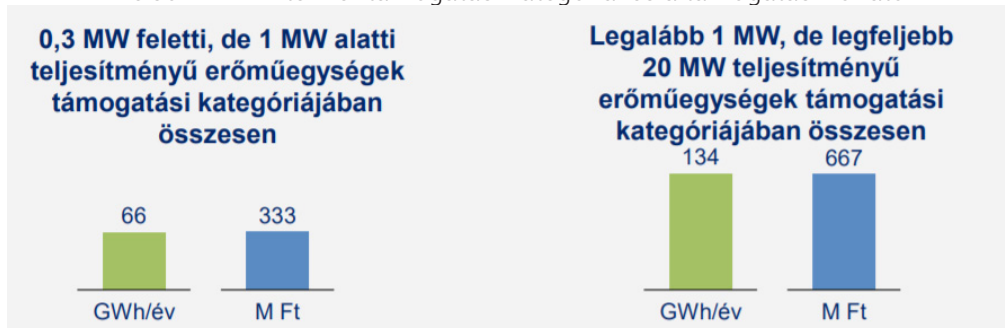 0,3 MW feletti, de 1 MW alatti
teljesítményű erőműegységek
támogatási kategóriájában
összesen
66
333
GWh/év
M Ft
Legalább 1 MW, de legfeljebb
20 MW teljesítményű
erőműegységek támogatási
kategóriájában összesen
134
667
GWh/év
M Ft